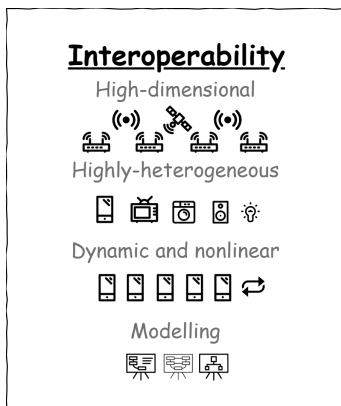 Interoperability
High-dimensional
Highly-heterogeneous
Dynamic and nonlinear
Modelling